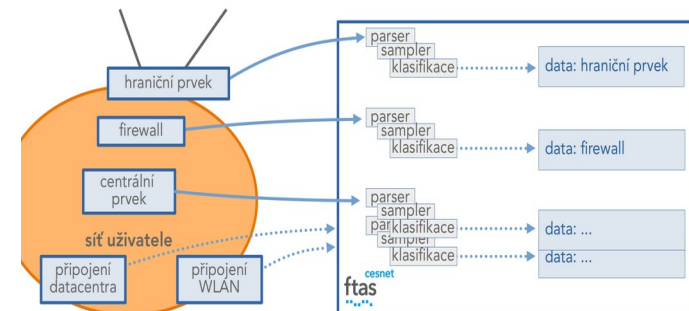 hraniční prvek
firewall
centrální
prvek
síť uživatele
připojení
datacentra
připojení
WLAN
parser
sampler
klasifikace
data: hraniční prvek
parser
sampler
klasifikace
data: firewall
parser
sampler
klasifikace
data: ...
sampler
klasifikace
data: ...
cesnet
ftas